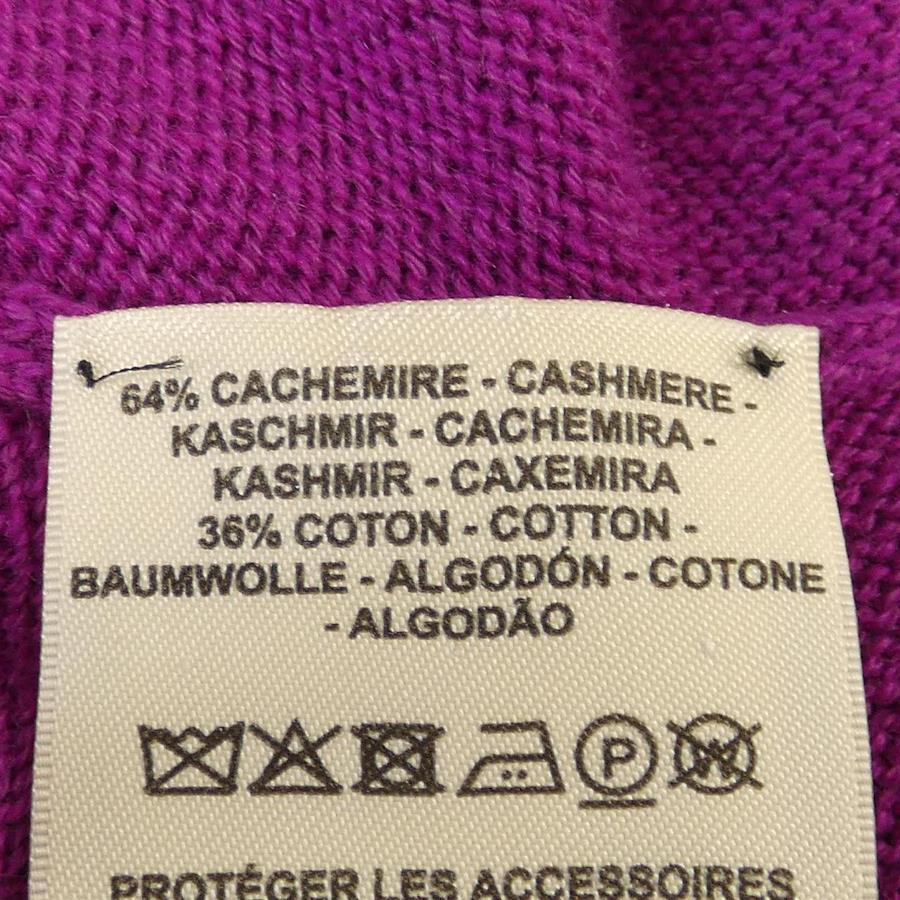 64% CACHEMIRE - CASHMERE -
KASCHMIR - CACHEMIRA -
KASHMIR - CAXEMIRA
36% COTON - COTTON -
BAUMWOLLE - ALGODÓN - COTONE
- ALGODÃO
P W
PROTÉGER LES ACCESSOIRES